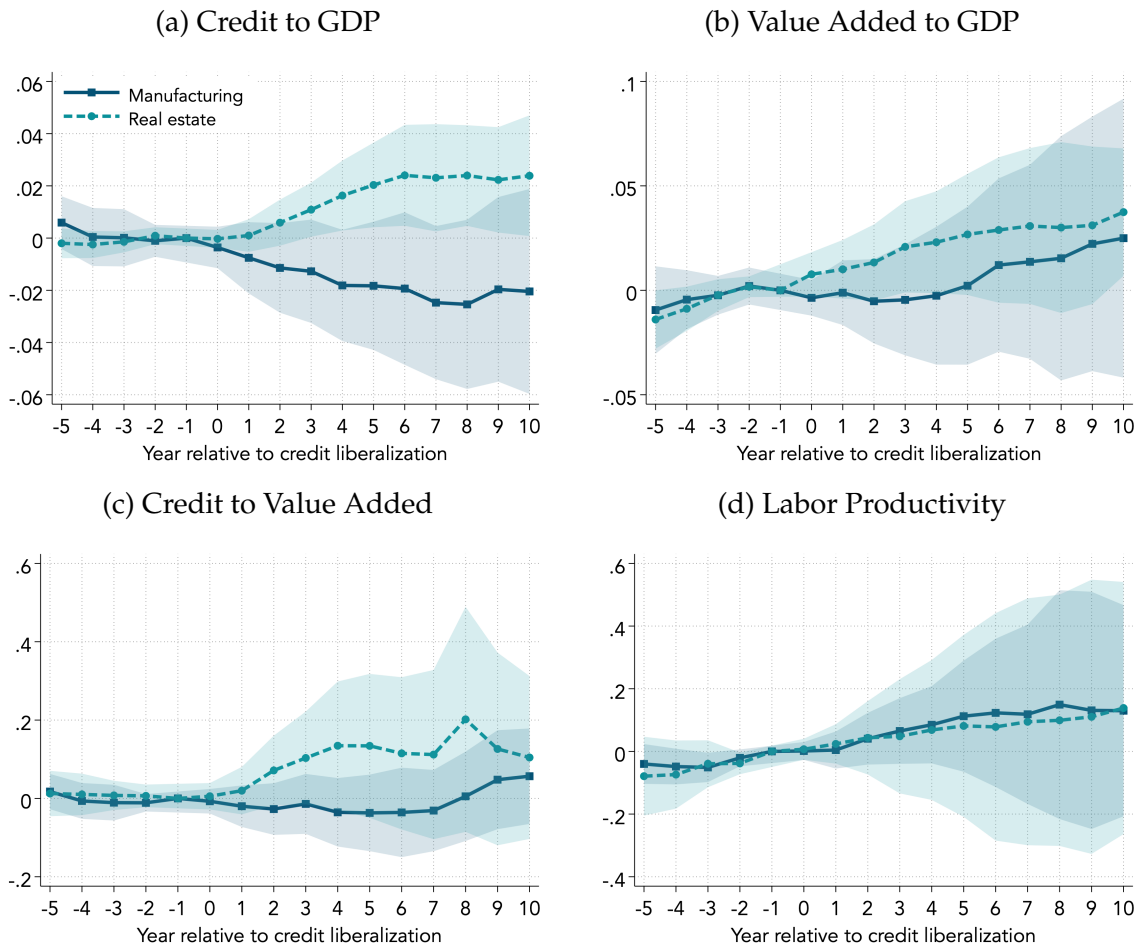 (a) Credit to GDP
.06
.04
.02
0
-.02
-.04
-.06
Manufacturing
Real estate
-5 -4 -3 -2 -1 0 1 2 3 4 5 6 7 8 9 10
Year relative to credit liberalization
(b) Value Added to GDP
.1
.05
0
-.05
-5 -4 -3 -2 -1 0 1 2 3 4 5 6 7 8 9 10
Year relative to credit liberalization
(c) Credit to Value Added
.6
.4
.2
0
-.2
-5 -4 -3 -2 -1 0 1 2 3 4 5 6 7 8 9 10
Year relative to credit liberalization
(d) Labor Productivity
.6
.4
.2
0
-.2
-.4
-5 -4 -3 -2 -1 0 1 2 3 4 5 6 7 8 9 10
Year relative to credit liberalization